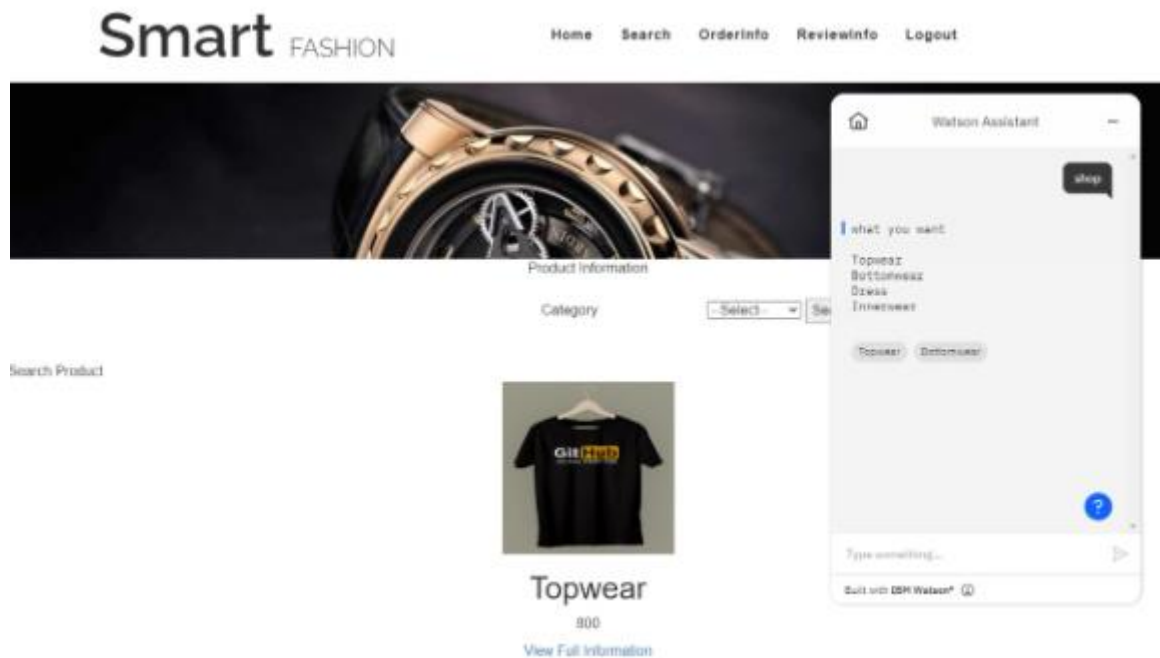 Smart FASHION
Home Search OrderInfo ReviewInfo Logout
Watson Assistant
shop
what you want
Topwear
Bottomwear
Dress
Innerwear
Topwear Bottomwear
Product Information
Category
--Select-- Se
Search Product
GitHub
Topwear
800
View Full Information
Type something...
Built with IBM Watson®